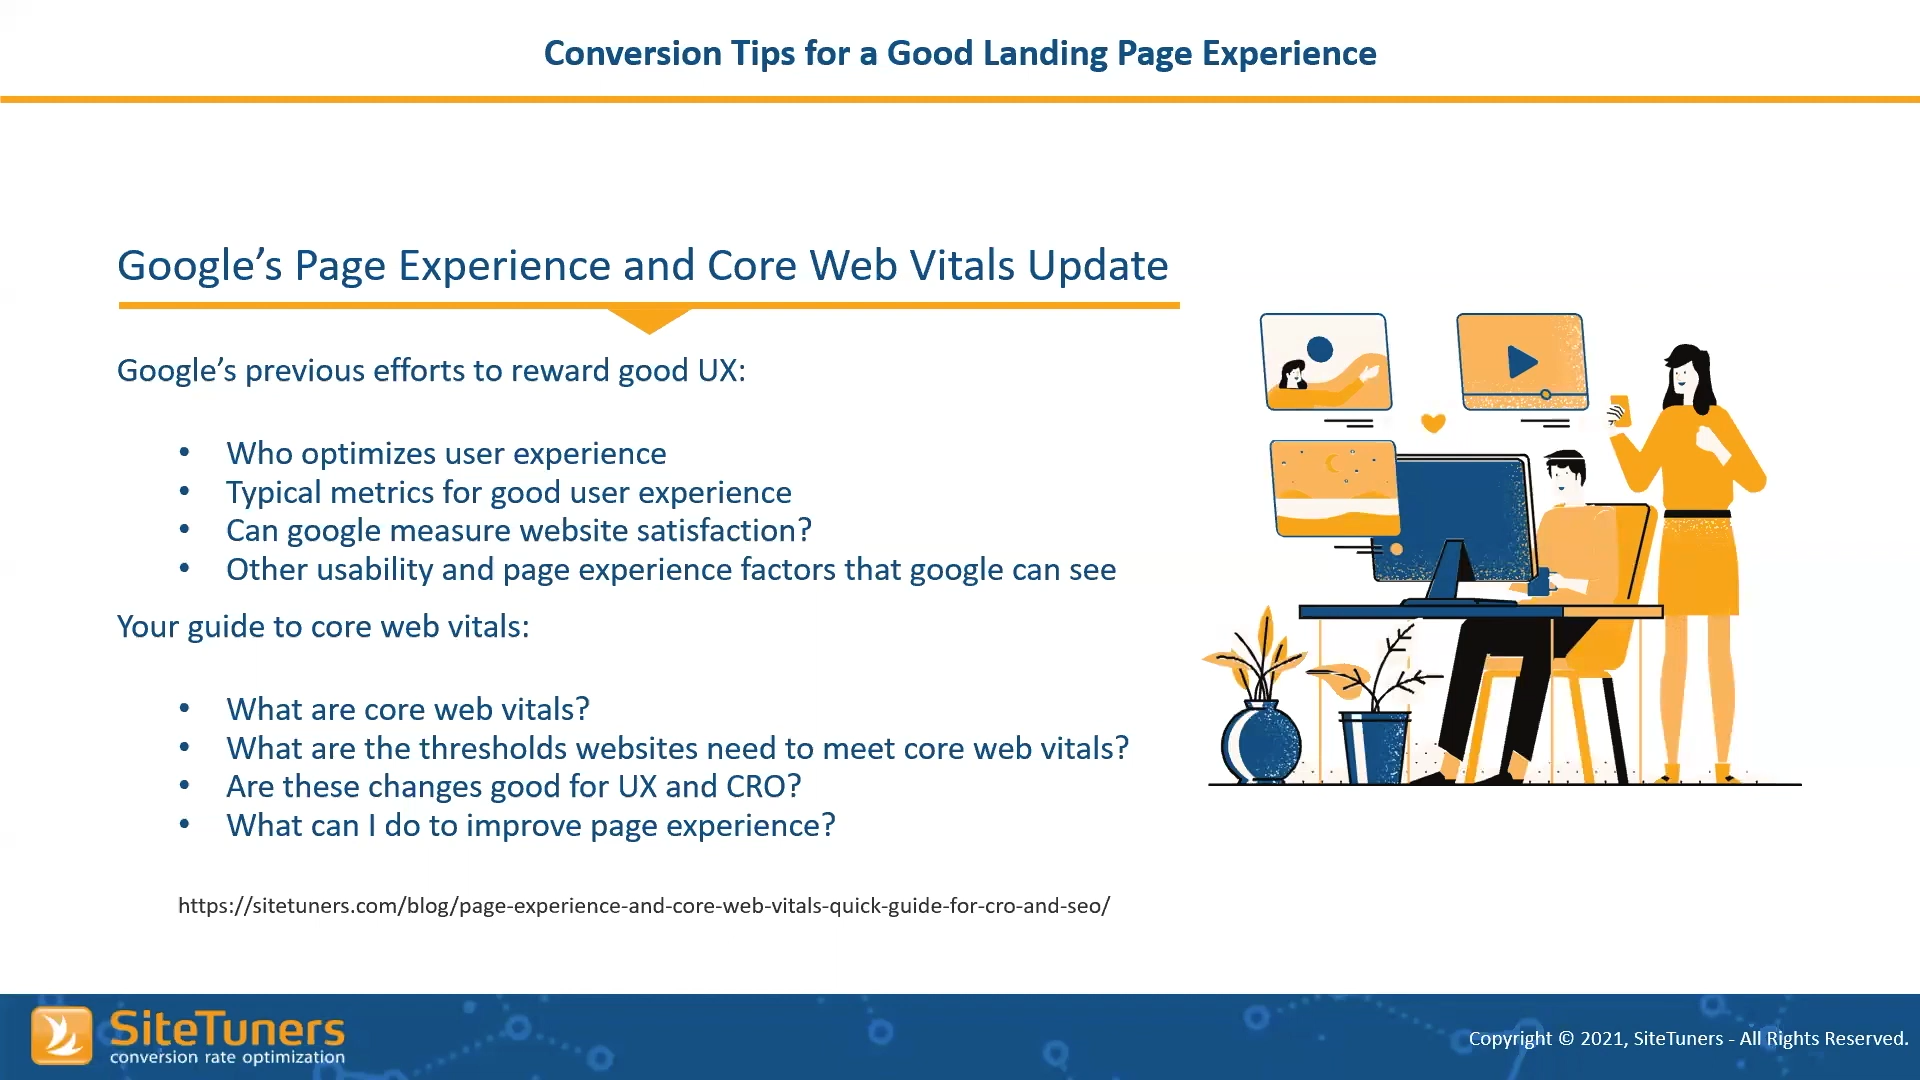 Conversion Tips for a Good Landing Page Experience
Google’s Page Experience and Core Web Vitals Update
Google’s previous efforts to reward good UX:
• Who optimizes user experience
• Typical metrics for good user experience
• Can google measure website satisfaction?
• Other usability and page experience factors that google can see
Your guide to core web vitals:
• What are core web vitals?
• What are the thresholds websites need to meet core web vitals?
• Are these changes good for UX and CRO?
• What can I do to improve page experience?
https://sitetuners.com/blog/page-experience-and-core-web-vitals-quick-guide-for-cro-and-seo/
SiteTuners
conversion rate optimization
Copyright © 2021, SiteTuners - All Rights Reserved.